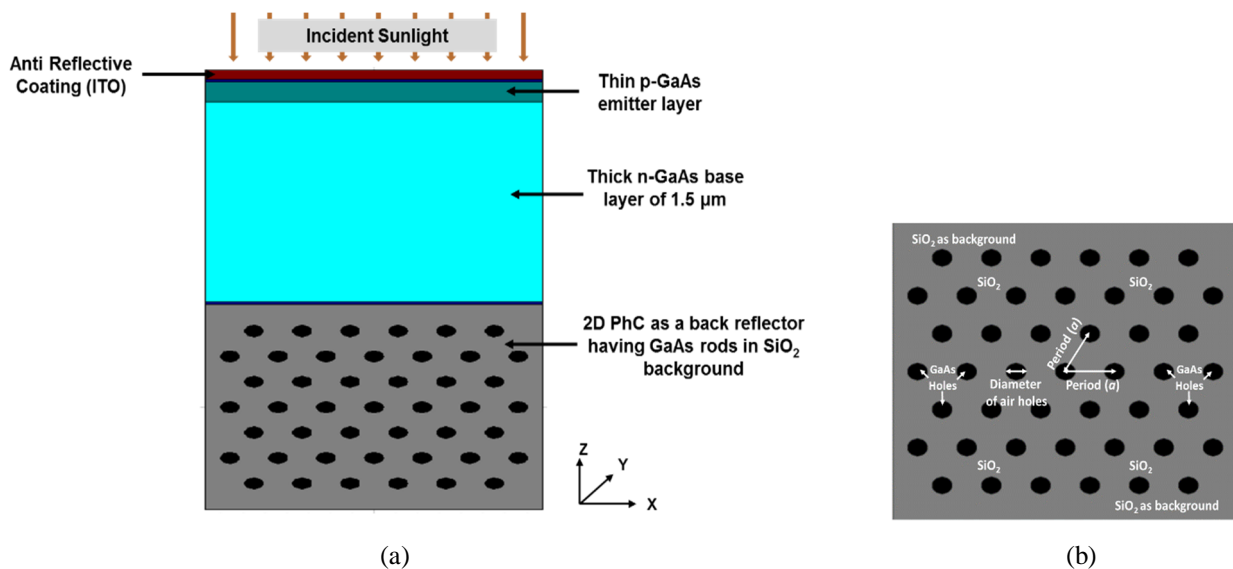 Incident Sunlight
Anti Reflective
Coating (ITO)
Thin p-GaAs
emitter layer
Thick n-GaAs base
layer of 1.5 µm
2D PhC as a back reflector
having GaAs rods in SiO₂
background
Z
Y
X
(a)
SiO₂ as background
SiO₂
SiO₂
Period (a)
GaAs
Holes
Diameter
of air holes
Period (a)
GaAs
Holes
SiO₂
SiO₂
SiO₂ as background
(b)